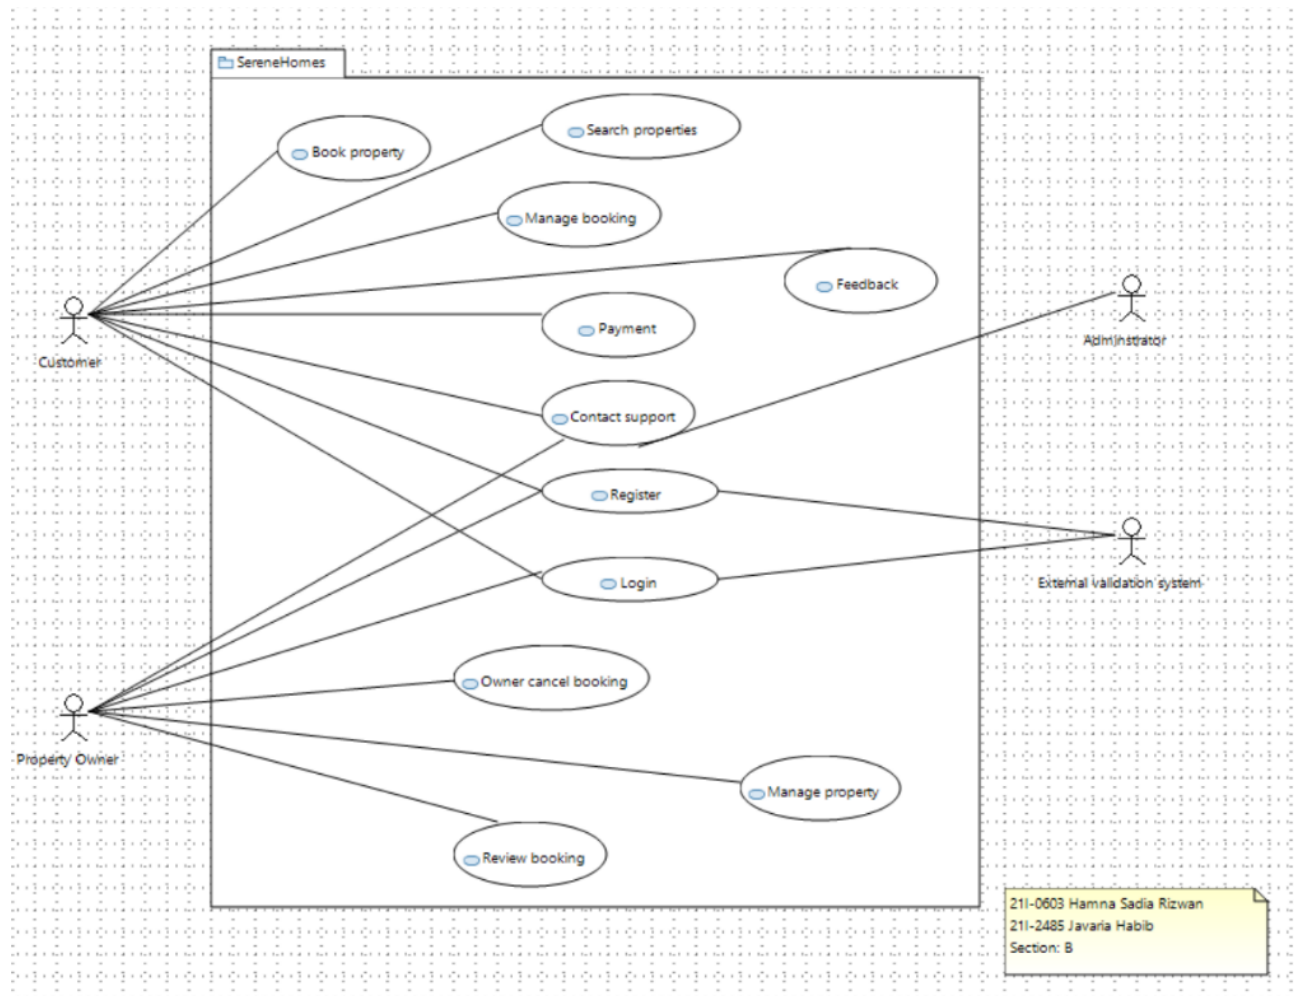 SereneHomes
Search properties
Book property
Manage booking
Feedback
Payment
Adminstrator
Customer
Contact support
Register
Login
External validation system
Owner cancel booking
Property Owner
Manage property
Review booking
21I-0603 Hamna Sadia Rizwan
21I-2485 Javaria Habib
Section: B